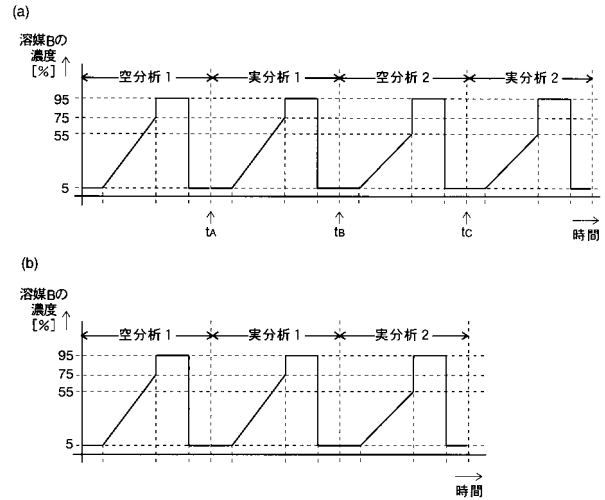 (a)
溶媒Bの
濃度
[%]
空分析1 実分析1 空分析2 実分析2
95
75
55
5
tA tB tC 時間
(b)
溶媒Bの
濃度
[%]
空分析1 実分析1 実分析2
95
75
55
5
時間